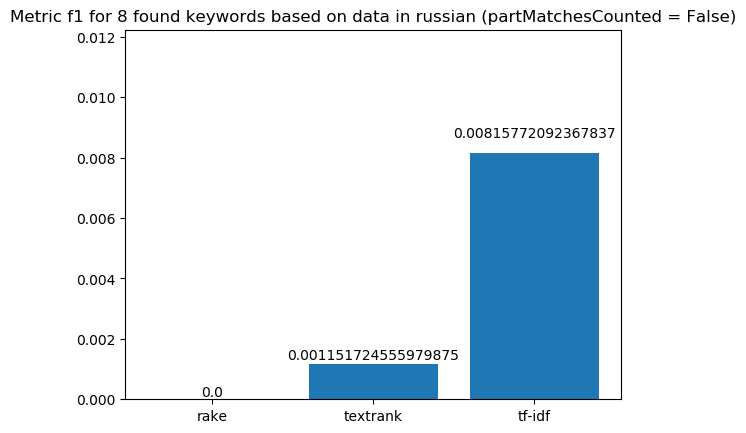 Metric f1 for 8 found keywords based on data in russian (partMatchesCounted = False)
0.012
0.010
0.008
0.006
0.004
0.002
0.000
0.0
0.001151724555979875
0.00815772092367837
rake
textrank
tf-idf